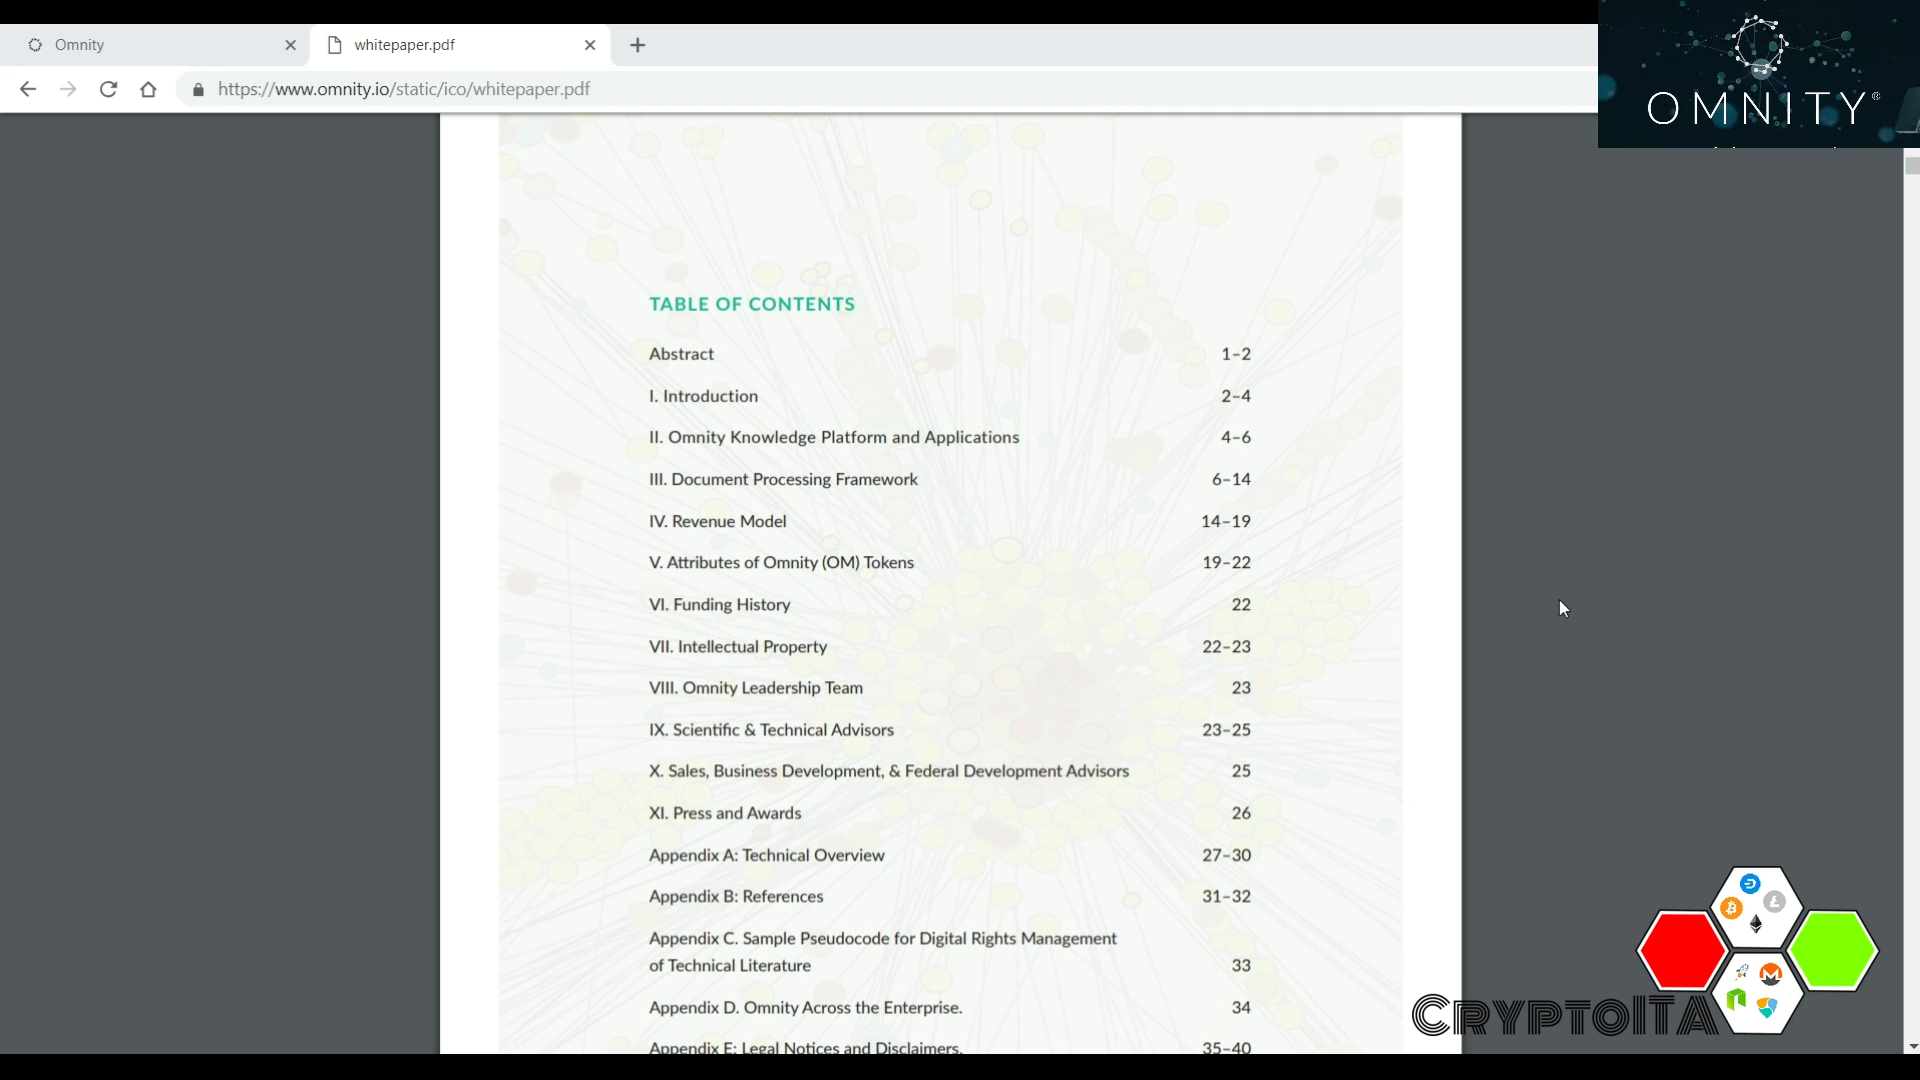 Omnity
whitepaper.pdf
https://www.omnity.io/static/ico/whitepaper.pdf
OMNITY®
TABLE OF CONTENTS
Abstract 1–2
I. Introduction 2–4
II. Omnity Knowledge Platform and Applications 4–6
III. Document Processing Framework 6–14
IV. Revenue Model 14–19
V. Attributes of Omnity (OM) Tokens 19–22
VI. Funding History 22
VII. Intellectual Property 22–23
VIII. Omnity Leadership Team 23
IX. Scientific & Technical Advisors 23–25
X. Sales, Business Development, & Federal Development Advisors 25
XI. Press and Awards 26
Appendix A: Technical Overview 27–30
Appendix B: References 31–32
Appendix C. Sample Pseudocode for Digital Rights Management
of Technical Literature 33
Appendix D. Omnity Across the Enterprise. 34
Appendix E: Legal Notices and Disclaimers. 35–40
CRYPTOITA